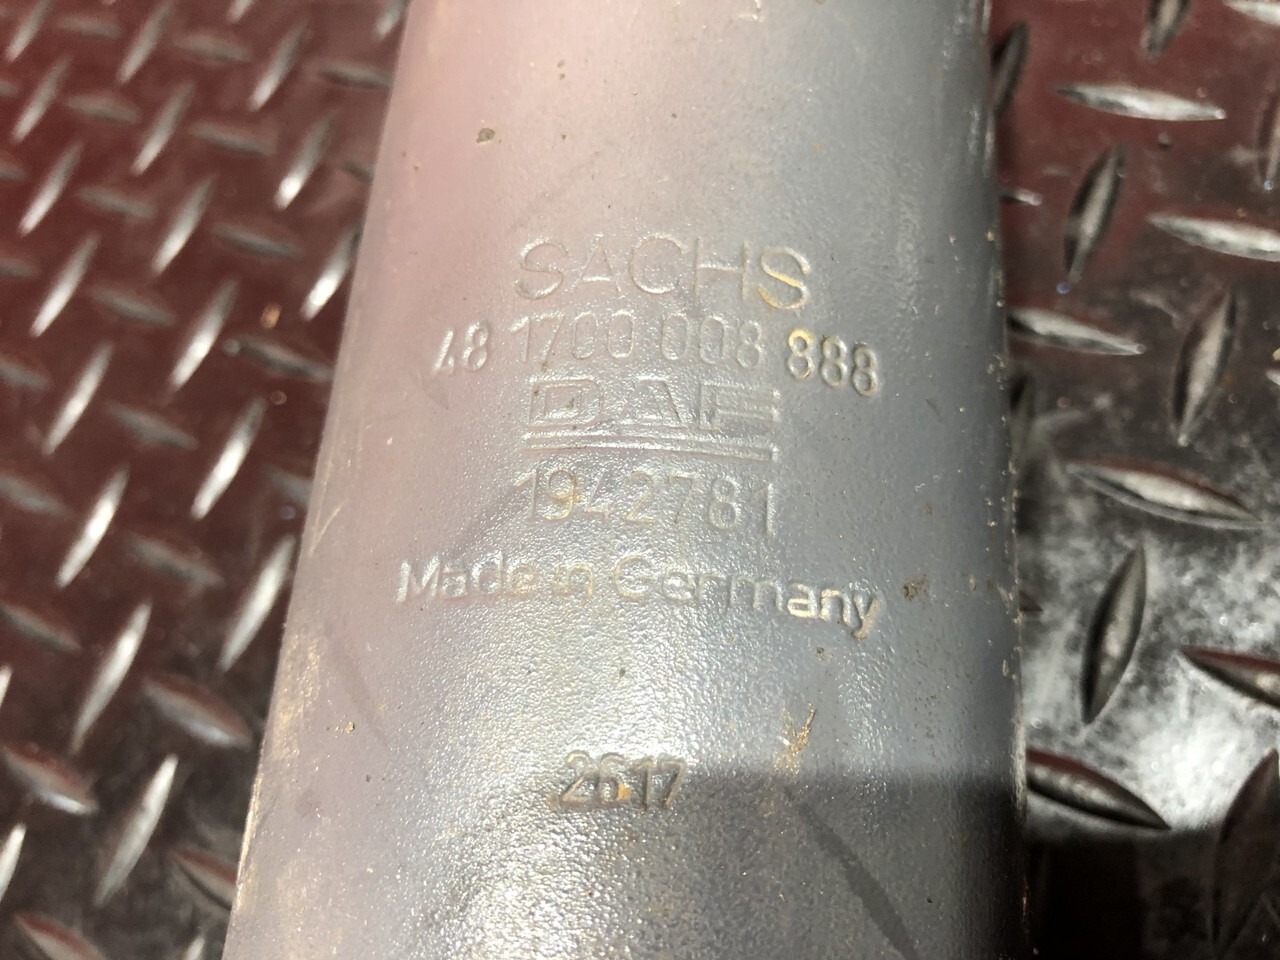 SACHS
48 1700 008 888
DAF
1942781
Made in Germany
2617